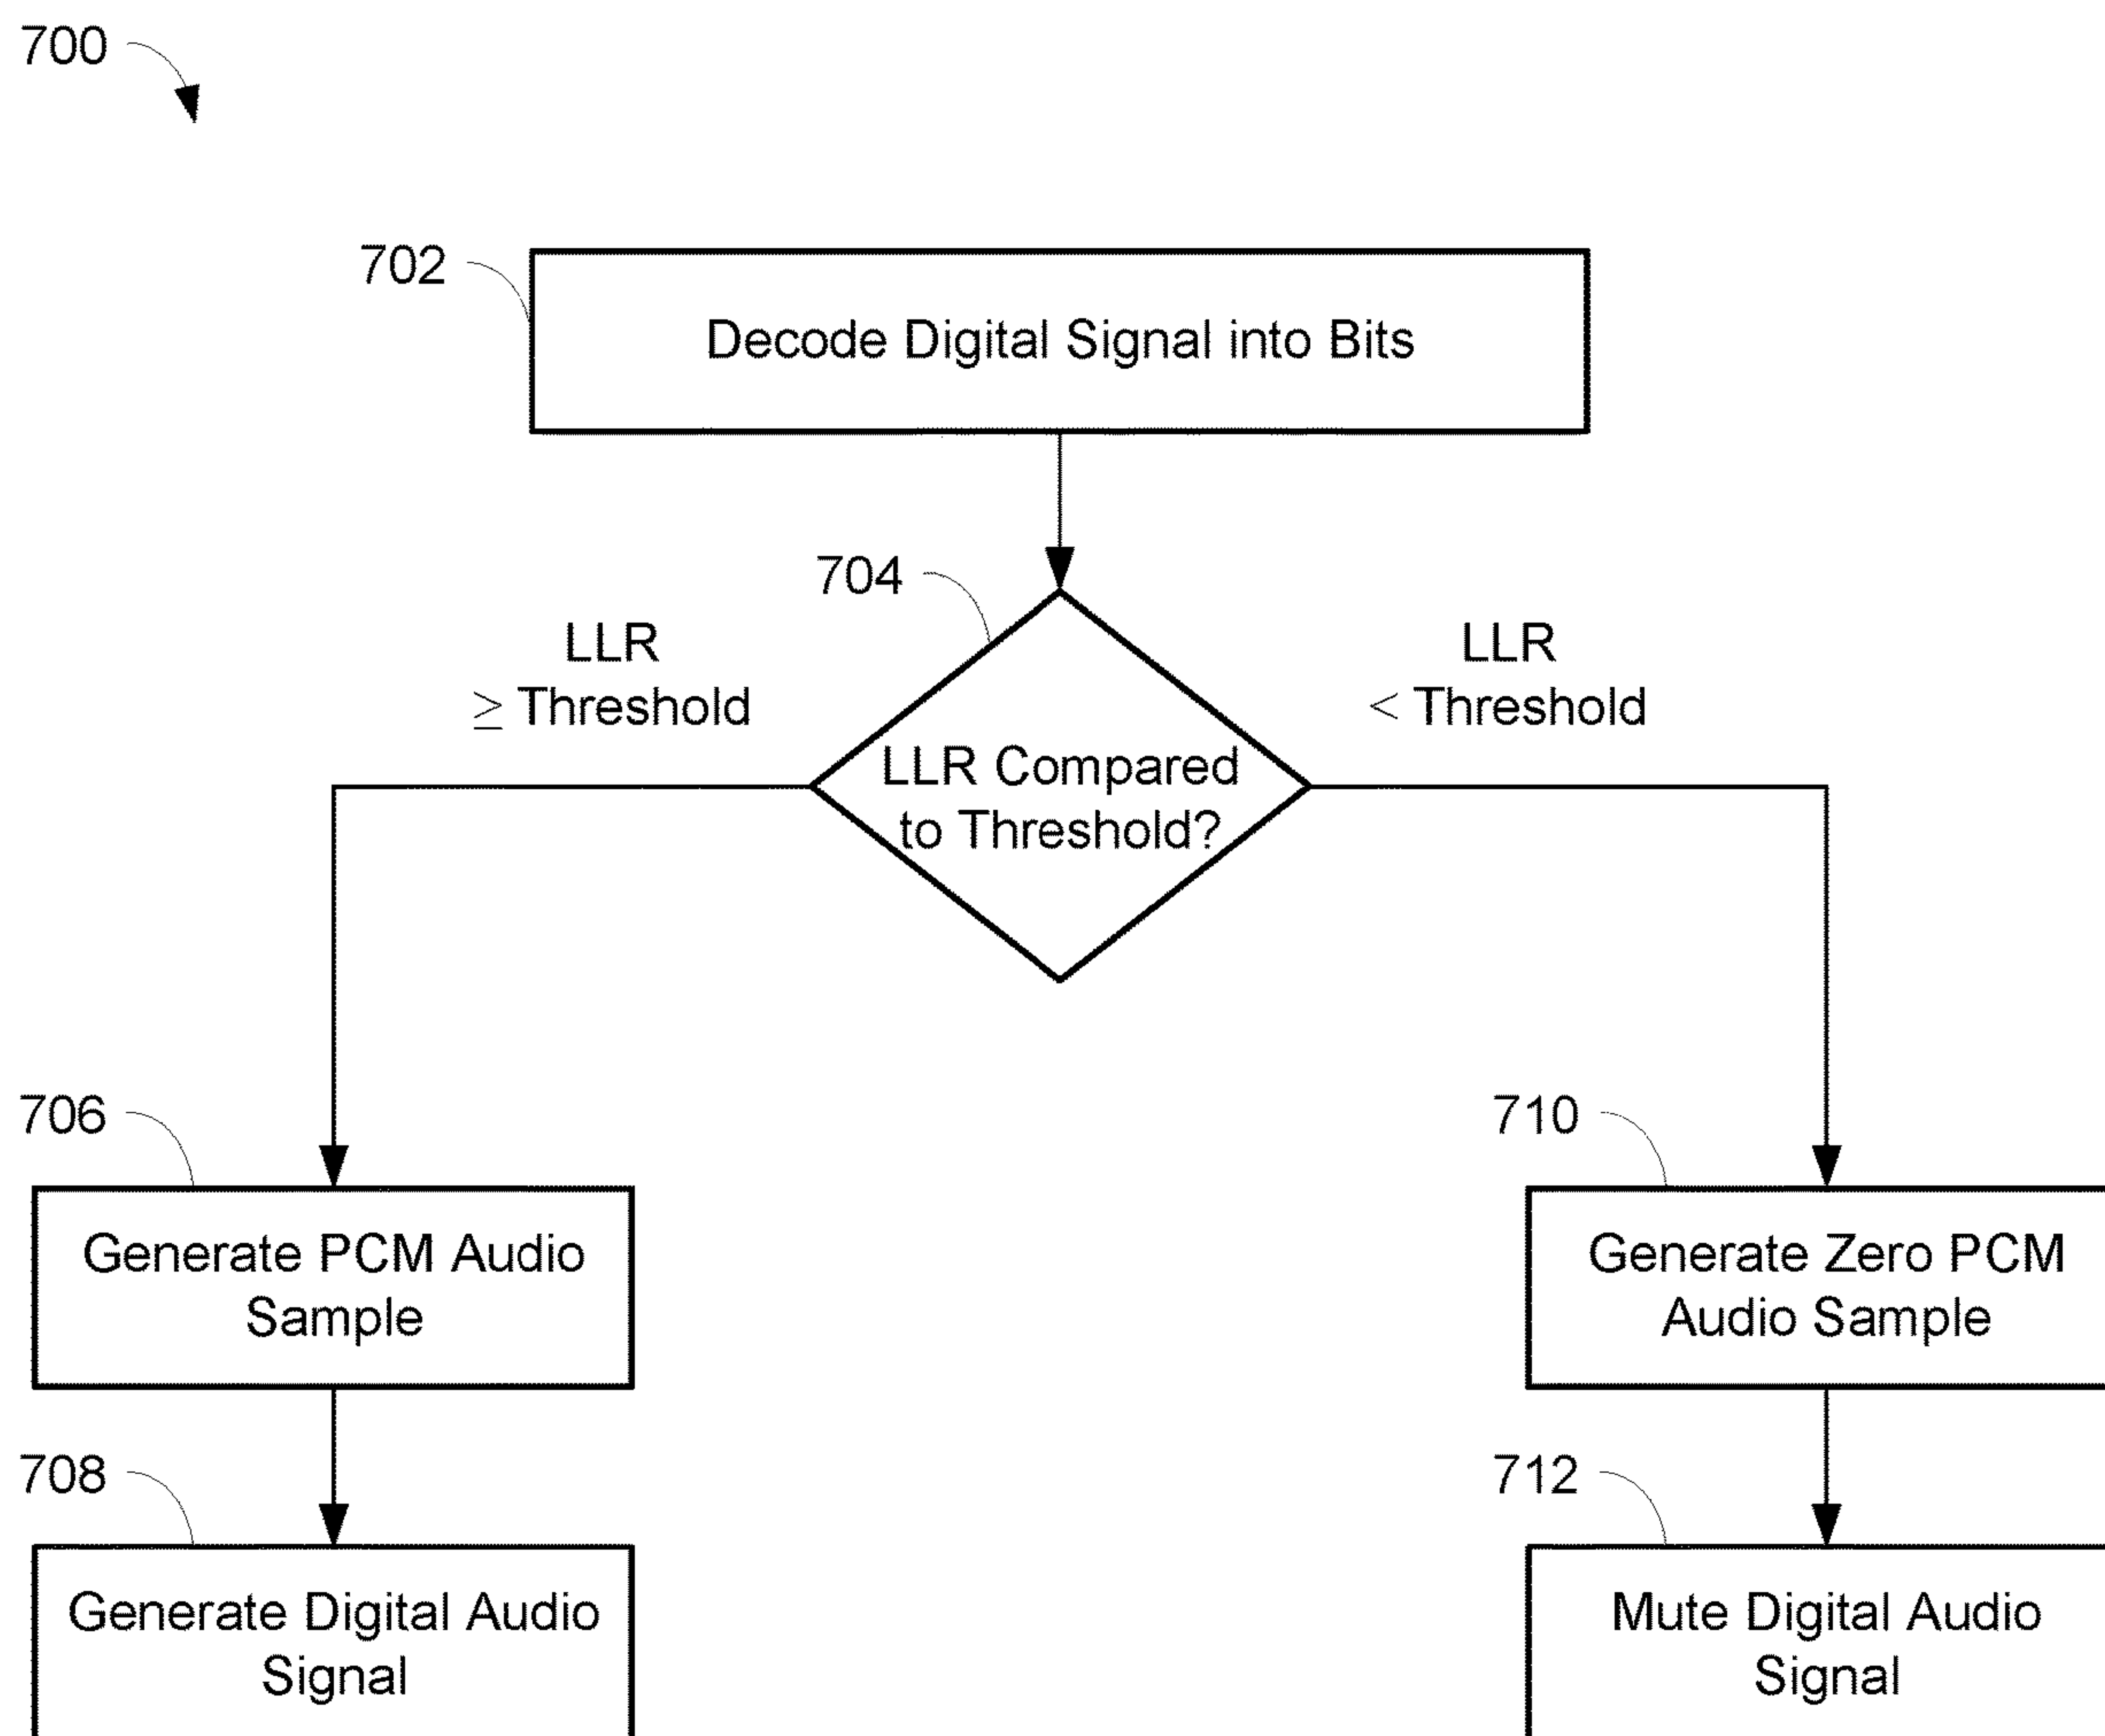 700
702
Decode Digital Signal into Bits
704
LLR
≥ Threshold
LLR
< Threshold
LLR Compared
to Threshold?
706
Generate PCM Audio
Sample
710
Generate Zero PCM
Audio Sample
708
Generate Digital Audio
Signal
712
Mute Digital Audio
Signal